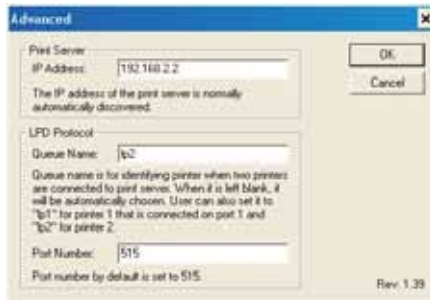 Advanced
Print Server
OK
IP Address: 192.168.2.2
Cancel
The IP address of the print server is normally
automatically discovered.
LPD Protocol
Queue Name: lp2
Queue name is for identifying printer when two printers
are connected to print server. When it is left blank, it
will be automatically chosen. User can also set it to
"lp1" for printer 1 that is connected on port 1 and
"lp2" for printer 2.
Port Number: 515
Port number by default is set to 515.
Rev: 1.39